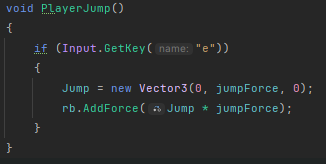 void PlayerJump()
{
    if (Input.GetKey( name: "e"))
    {
        Jump = new Vector3(0, jumpForce, 0);
        rb.AddForce( Jump * jumpForce);
    }
}